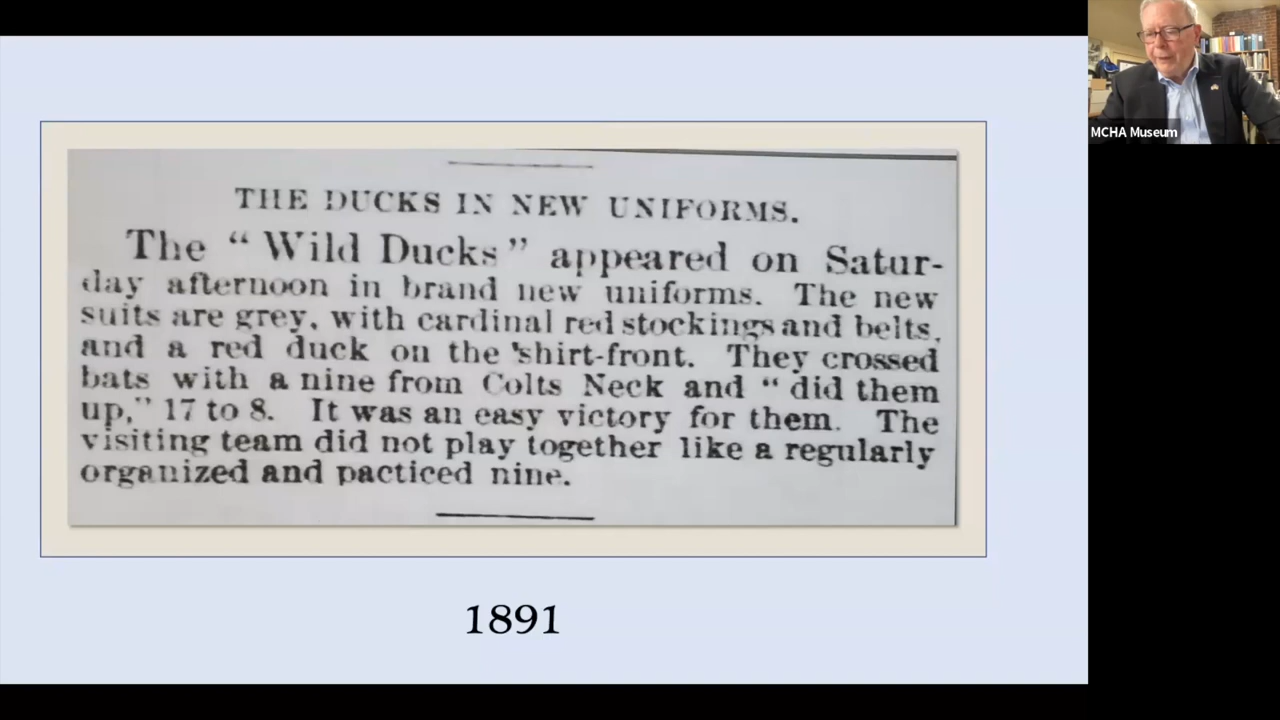 THE DUCKS IN NEW UNIFORMS.
The “Wild Ducks” appeared on Satur-
day afternoon in brand new uniforms. The new
suits are grey, with cardinal red stockings and belts,
and a red duck on the shirt-front. They crossed
bats with a nine from Colts Neck and “did them
up,” 17 to 8. It was an easy victory for them. The
visiting team did not play together like a regularly
organized and pacticed nine.
1891
MCHA Museum